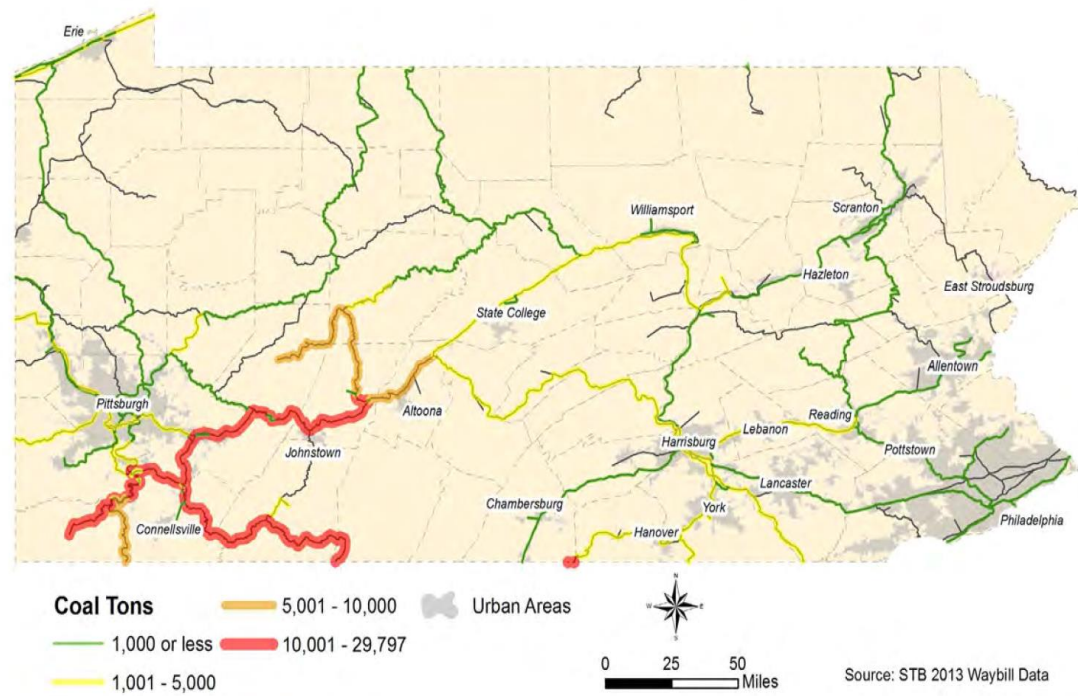 Erie
Williamsport
Scranton
Hazleton
East Stroudsburg
State College
Allentown
Pittsburgh
Altoona
Reading
Lebanon
Harrisburg
Johnstown
Pottstown
Lancaster
Chambersburg
York
Connellsville
Hanover
Philadelphia
Coal Tons
1,000 or less
1,001 - 5,000
5,001 - 10,000
10,001 - 29,797
Urban Areas
N
W E
S
0 25 50
Miles
Source: STB 2013 Waybill Data